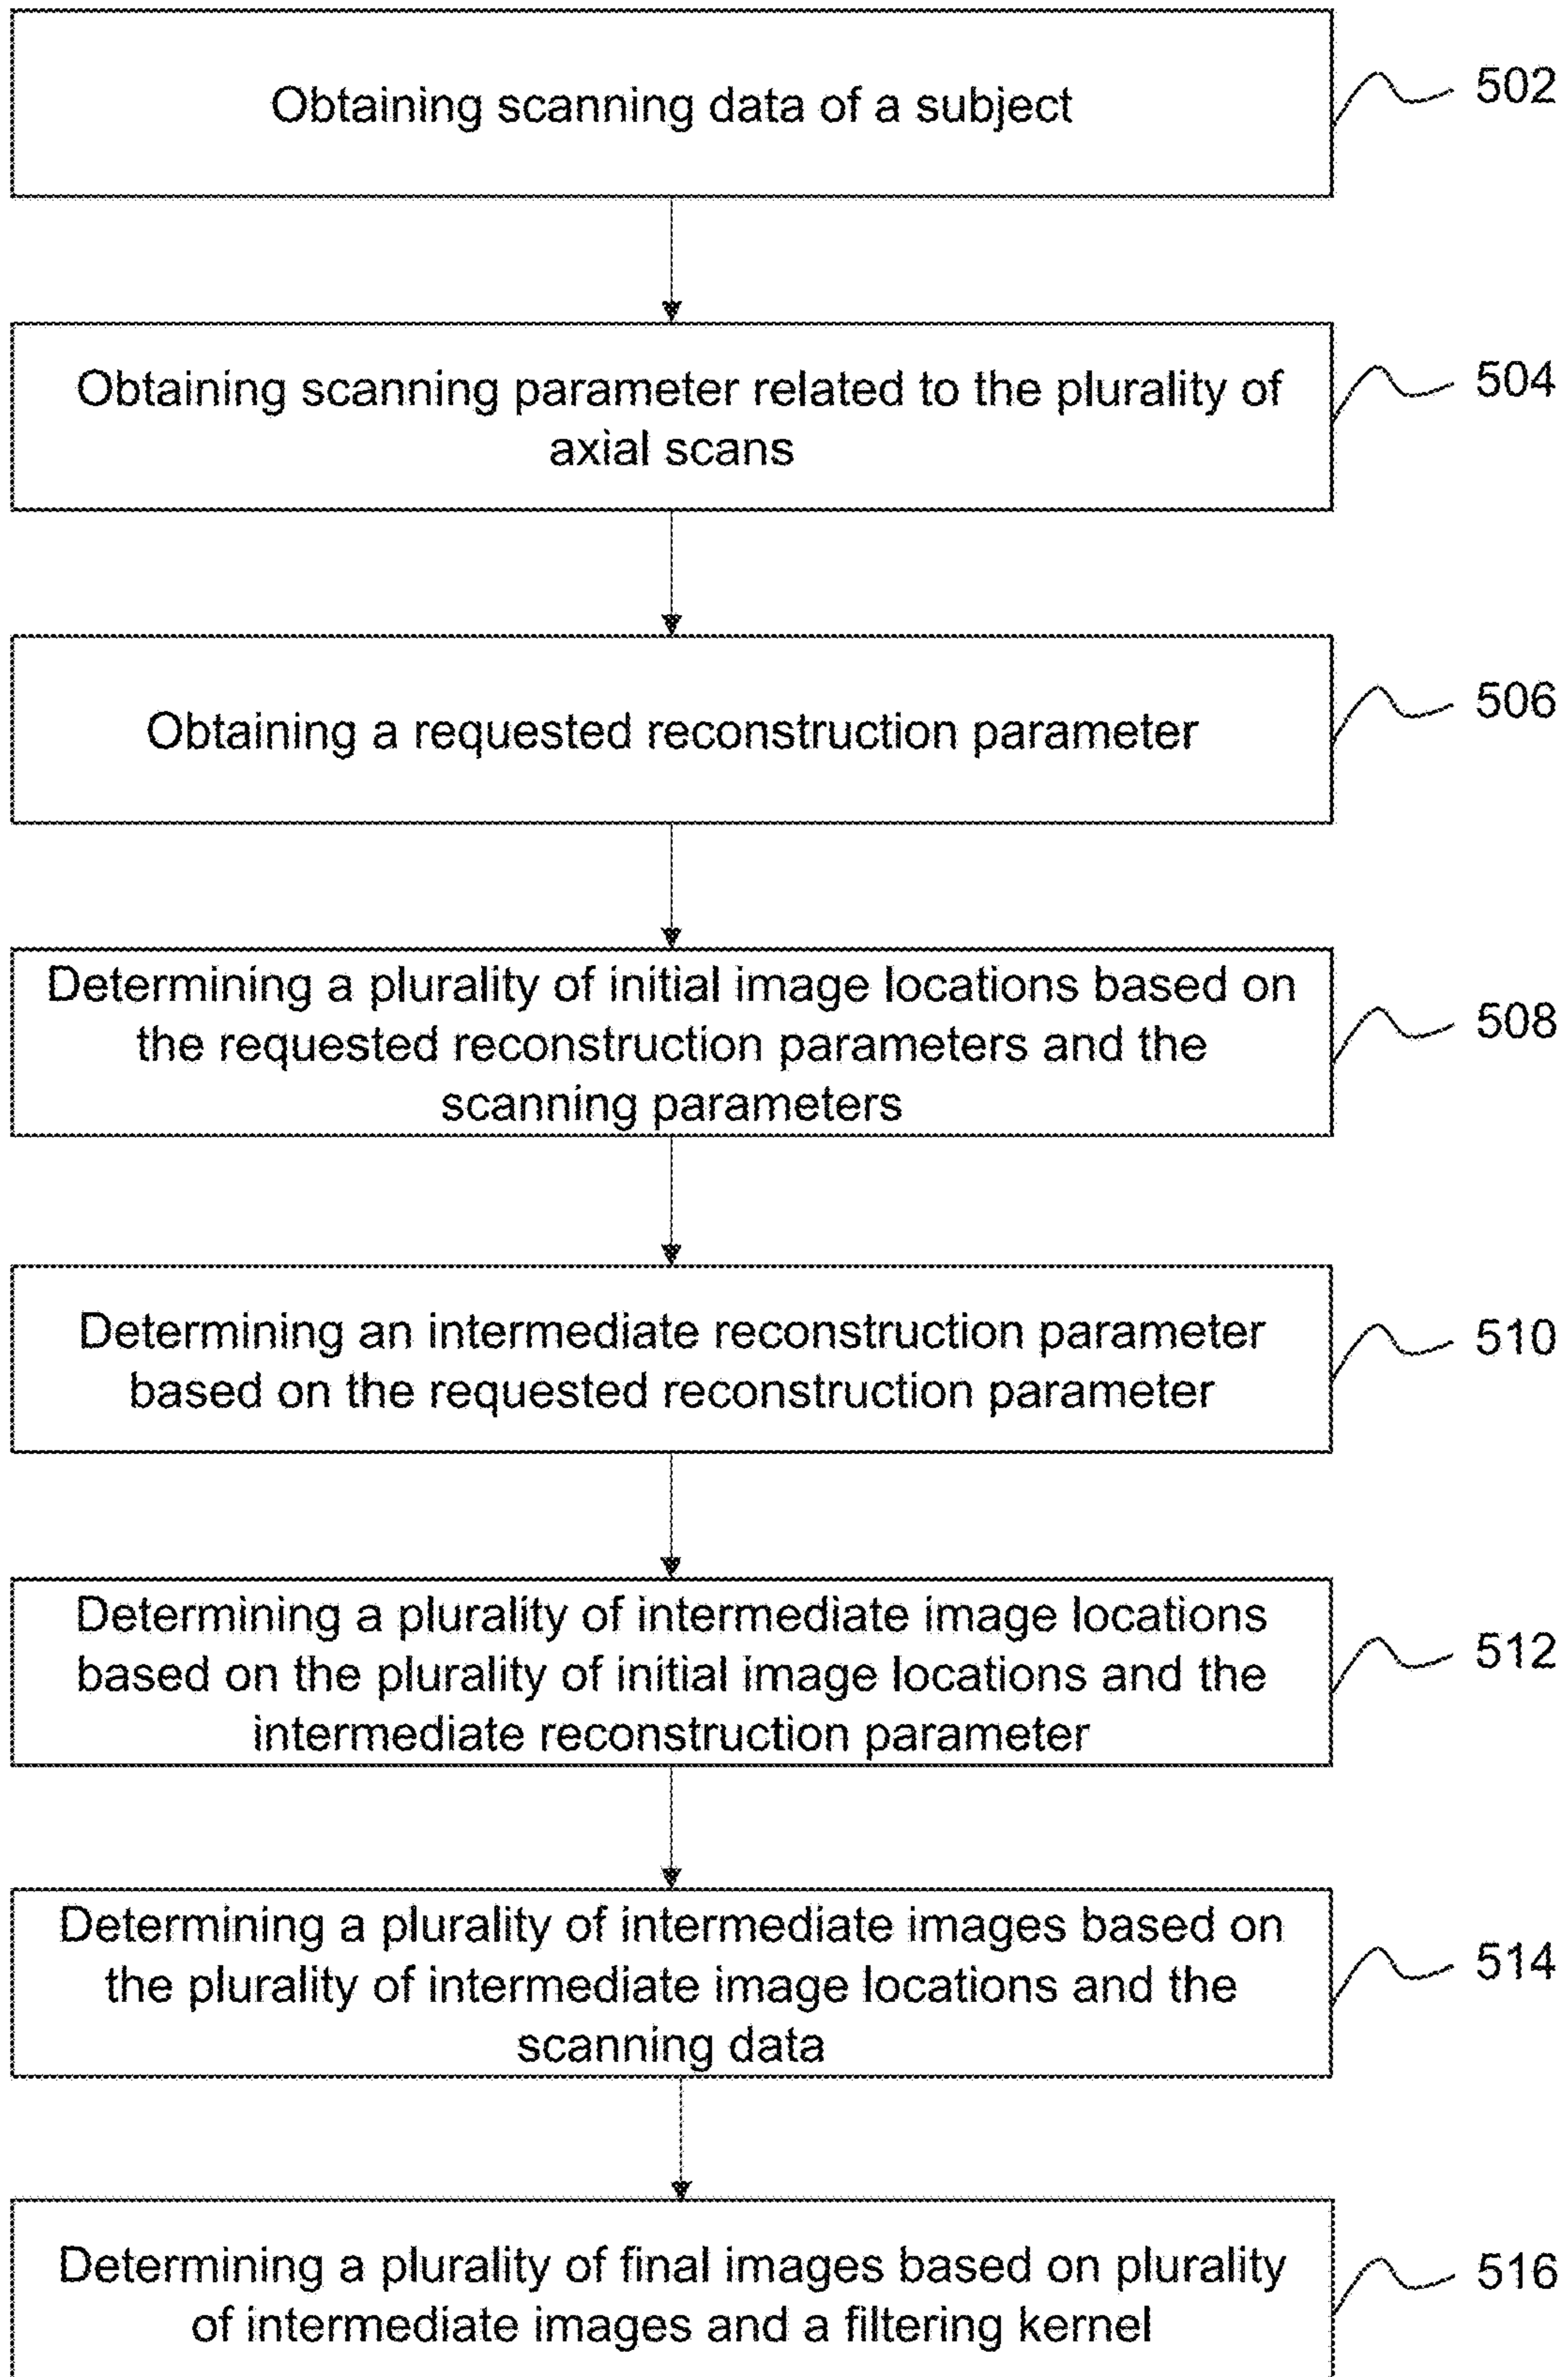 Obtaining scanning data of a subject
502
Obtaining scanning parameter related to the plurality of
axial scans
504
Obtaining a requested reconstruction parameter
506
Determining a plurality of initial image locations based on
the requested reconstruction parameters and the
scanning parameters
508
Determining an intermediate reconstruction parameter
based on the requested reconstruction parameter
510
Determining a plurality of intermediate image locations
based on the plurality of initial image locations and the
intermediate reconstruction parameter
512
Determining a plurality of intermediate images based on
the plurality of intermediate image locations and the
scanning data
514
Determining a plurality of final images based on plurality
of intermediate images and a filtering kernel
516